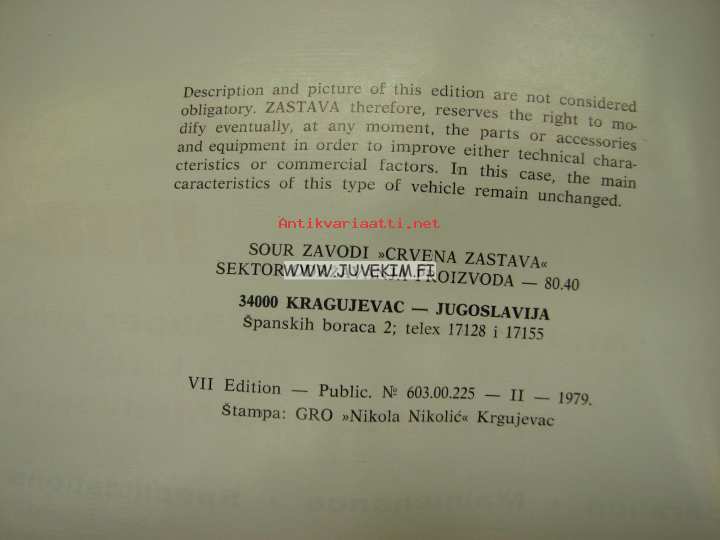 Description and picture of this edition are not considered
obligatory. ZASTAVA therefore, reserves the right to mo-
dify eventually, at any moment, the parts or accessories
and equipment in order to improve either technical chara-
cteristics or commercial factors. In this case, the main
caracteristics of this type of vehicle remain unchanged.
Antikvariaatti.net
SOUR ZAVODI »CRVENA ZASTAVA«
WWW.JUVEKIM.FI
SEKTOR PROIZVODA — 80.40
34000 KRAGUJEVAC — JUGOSLAVIJA
Španskih boraca 2; telex 17128 i 17155
VII Edition — Public. № 603.00.225 — II — 1979.
Štampa: GRO »Nikola Nikolić« Krgujevac